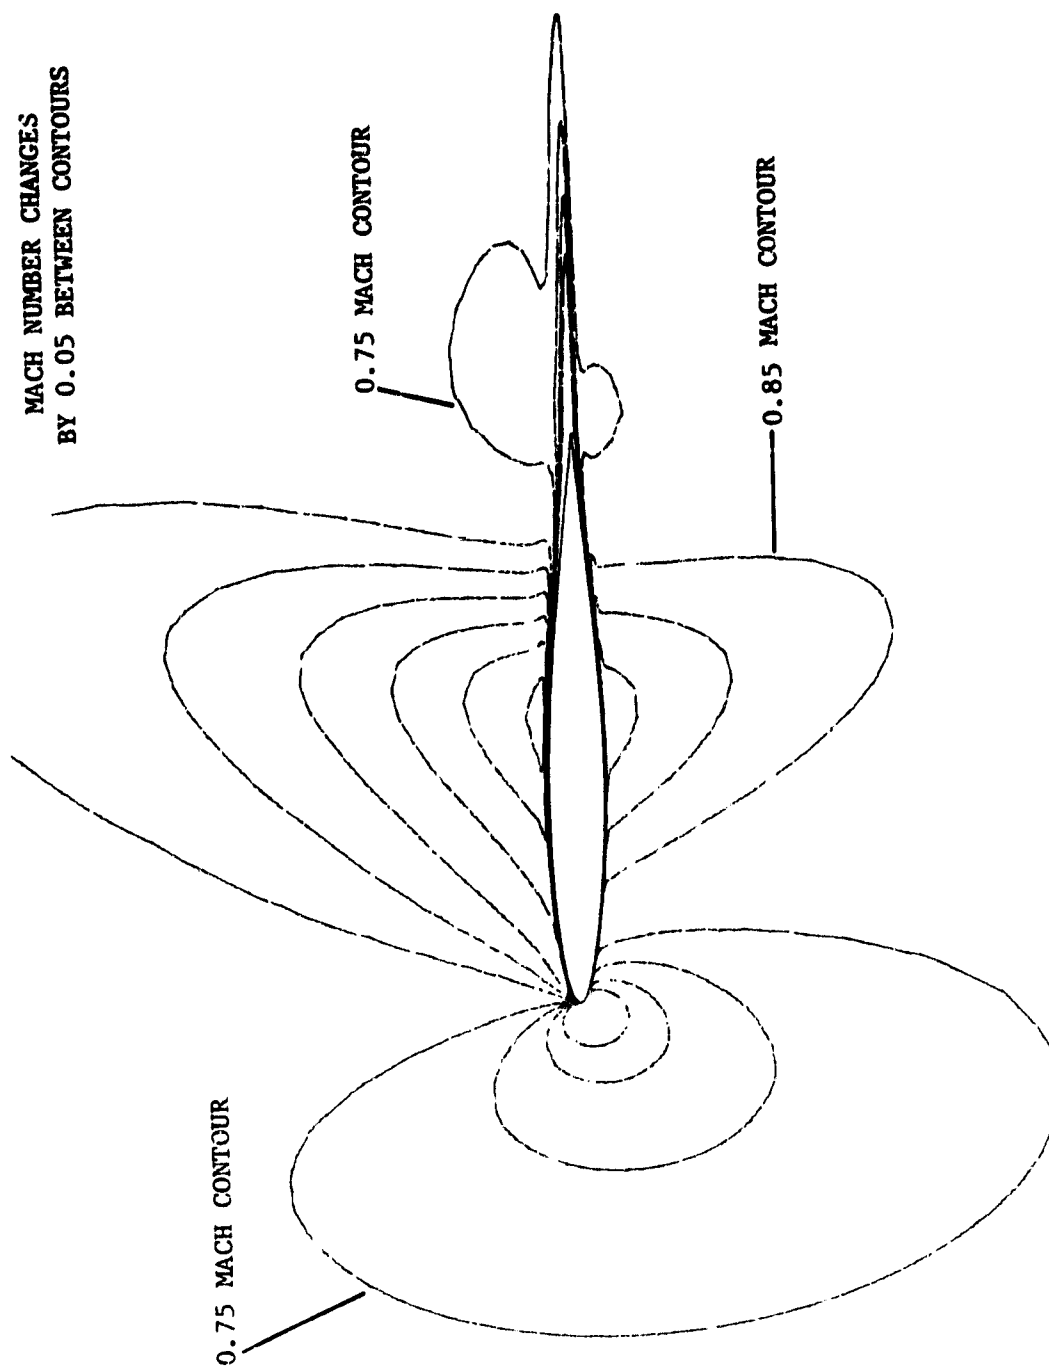 MACH NUMBER CHANGES
BY 0.05 BETWEEN CONTOURS
0.75 MACH CONTOUR
0.75 MACH CONTOUR
0.85 MACH CONTOUR